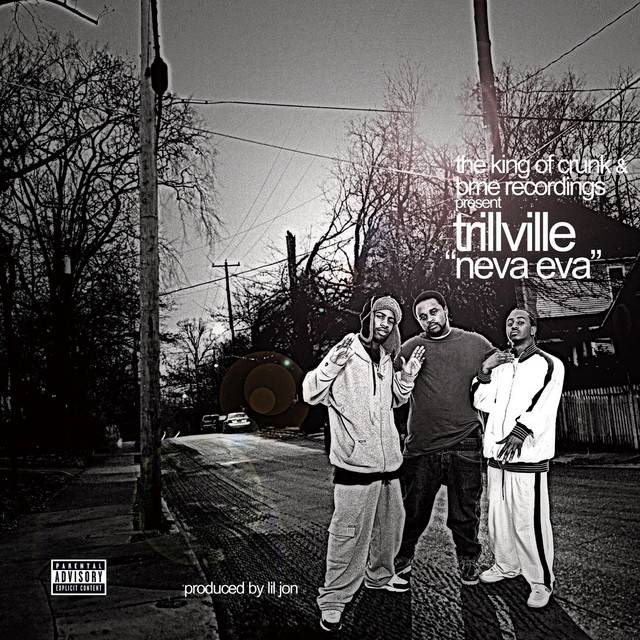 the king of crunk &
bme recordings
present
trillville
“neva eva”
PARENTAL
ADVISORY
EXPLICIT CONTENT
produced by lil jon